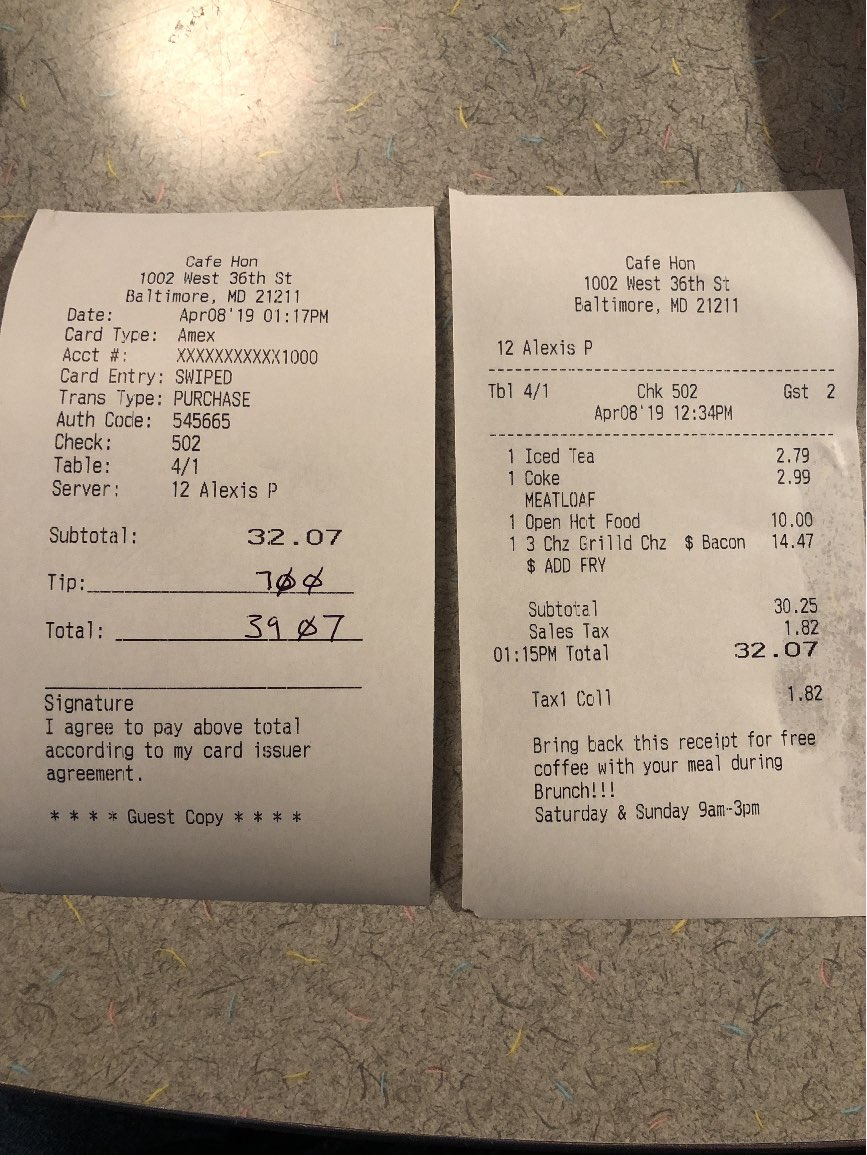 Cafe Hon
1002 West 36th St
Baltimore, MD 21211
Date: Apr08'19 01:17PM
Card Type: Amex
Acct #: XXXXXXXXXXX1000
Card Entry: SWIPED
Trans Type: PURCHASE
Auth Code: 545665
Check: 502
Table: 4/1
Server: 12 Alexis P
Subtotal: 32.07
Tip: 700
Total: 39 07
Signature
I agree to pay above total
according to my card issuer
agreement.
* * * * Guest Copy * * * *
Cafe Hon
1002 West 36th St
Baltimore, MD 21211
12 Alexis P
Tbl 4/1 Chk 502 Gst 2
Apr08'19 12:34PM
1 Iced Tea 2.79
1 Coke 2.99
MEATLOAF
1 Open Hot Food 10.00
1 3 Chz Grilld Chz $ Bacon 14.47
$ ADD FRY
Subtotal 30.25
Sales Tax 1.82
01:15PM Total 32.07
Tax1 Coll 1.82
Bring back this receipt for free
coffee with your meal during
Brunch!!!
Saturday & Sunday 9am-3pm